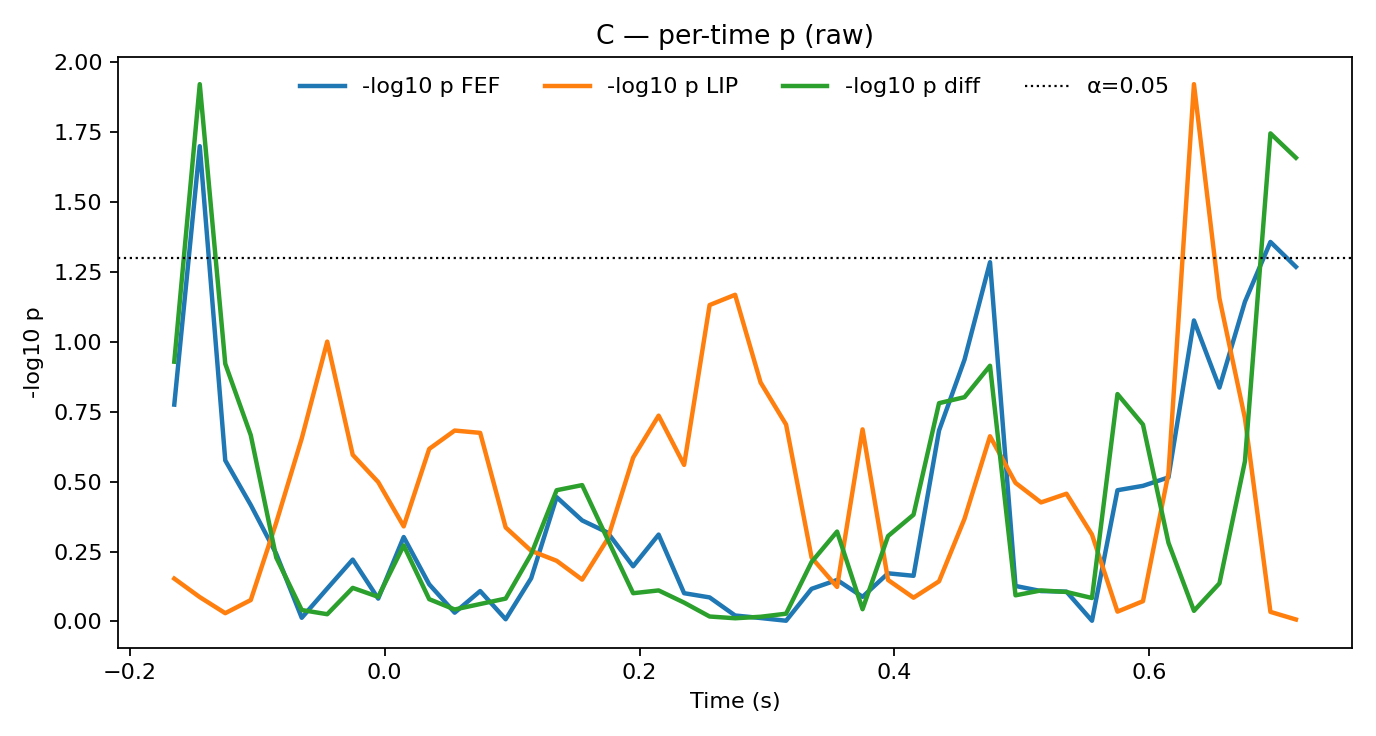 C — per-time p (raw)
-log10 p FEF
-log10 p LIP
-log10 p diff
α=0.05
-log10 p
2.00
1.75
1.50
1.25
1.00
0.75
0.50
0.25
0.00
−0.2
0.0
0.2
0.4
0.6
Time (s)